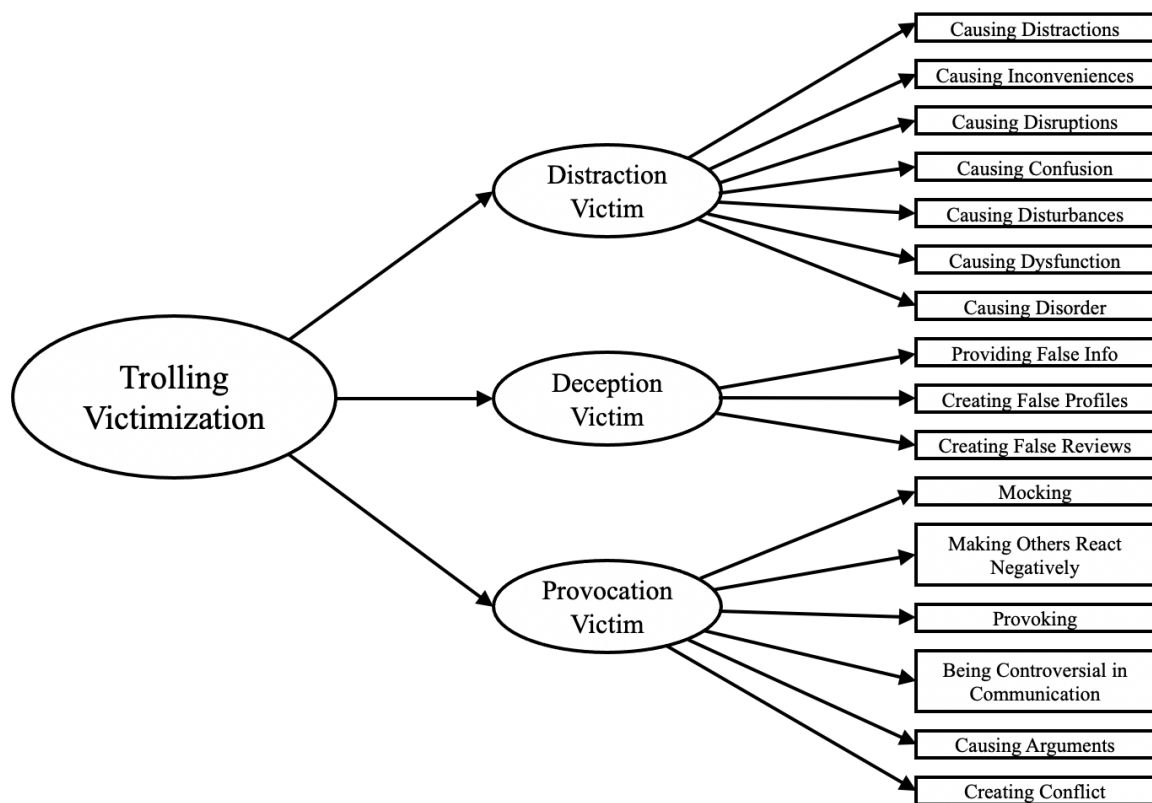 Trolling
Victimization
Distraction
Victim
Causing Distractions
Causing Inconveniences
Causing Disruptions
Causing Confusion
Causing Disturbances
Causing Dysfunction
Causing Disorder
Deception
Victim
Providing False Info
Creating False Profiles
Creating False Reviews
Provocation
Victim
Mocking
Making Others React
Negatively
Provoking
Being Controversial in
Communication
Causing Arguments
Creating Conflict